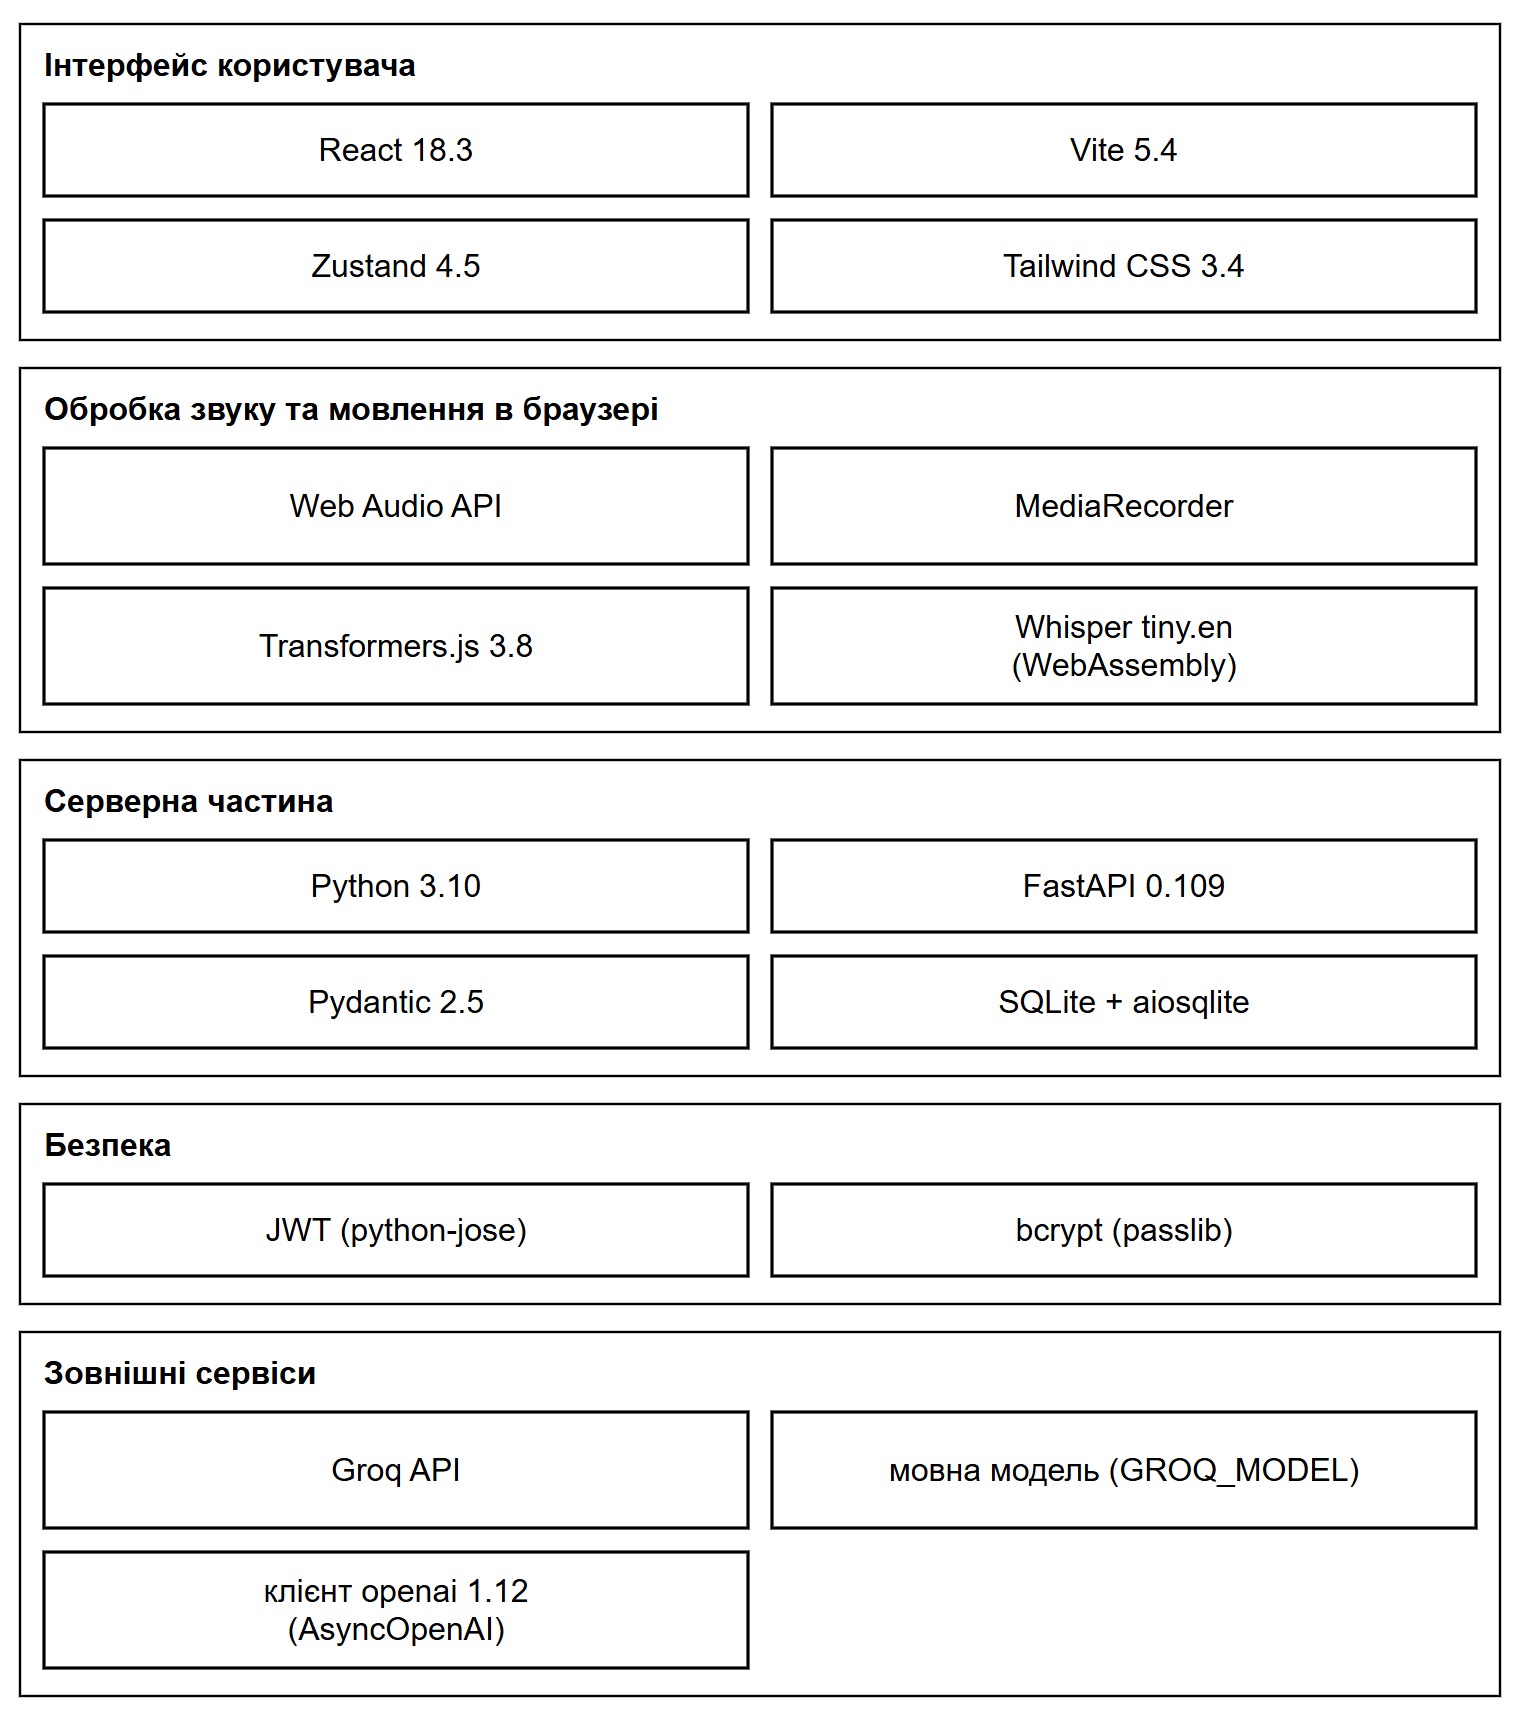 Інтерфейс користувача
React 18.3
Vite 5.4
Zustand 4.5
Tailwind CSS 3.4
Обробка звуку та мовлення в браузері
Web Audio API
MediaRecorder
Transformers.js 3.8
Whisper tiny.en
(WebAssembly)
Серверна частина
Python 3.10
FastAPI 0.109
Pydantic 2.5
SQLite + aiosqlite
Безпека
JWT (python-jose)
bcrypt (passlib)
Зовнішні сервіси
Groq API
мовна модель (GROQ_MODEL)
клієнт openai 1.12
(AsyncOpenAI)